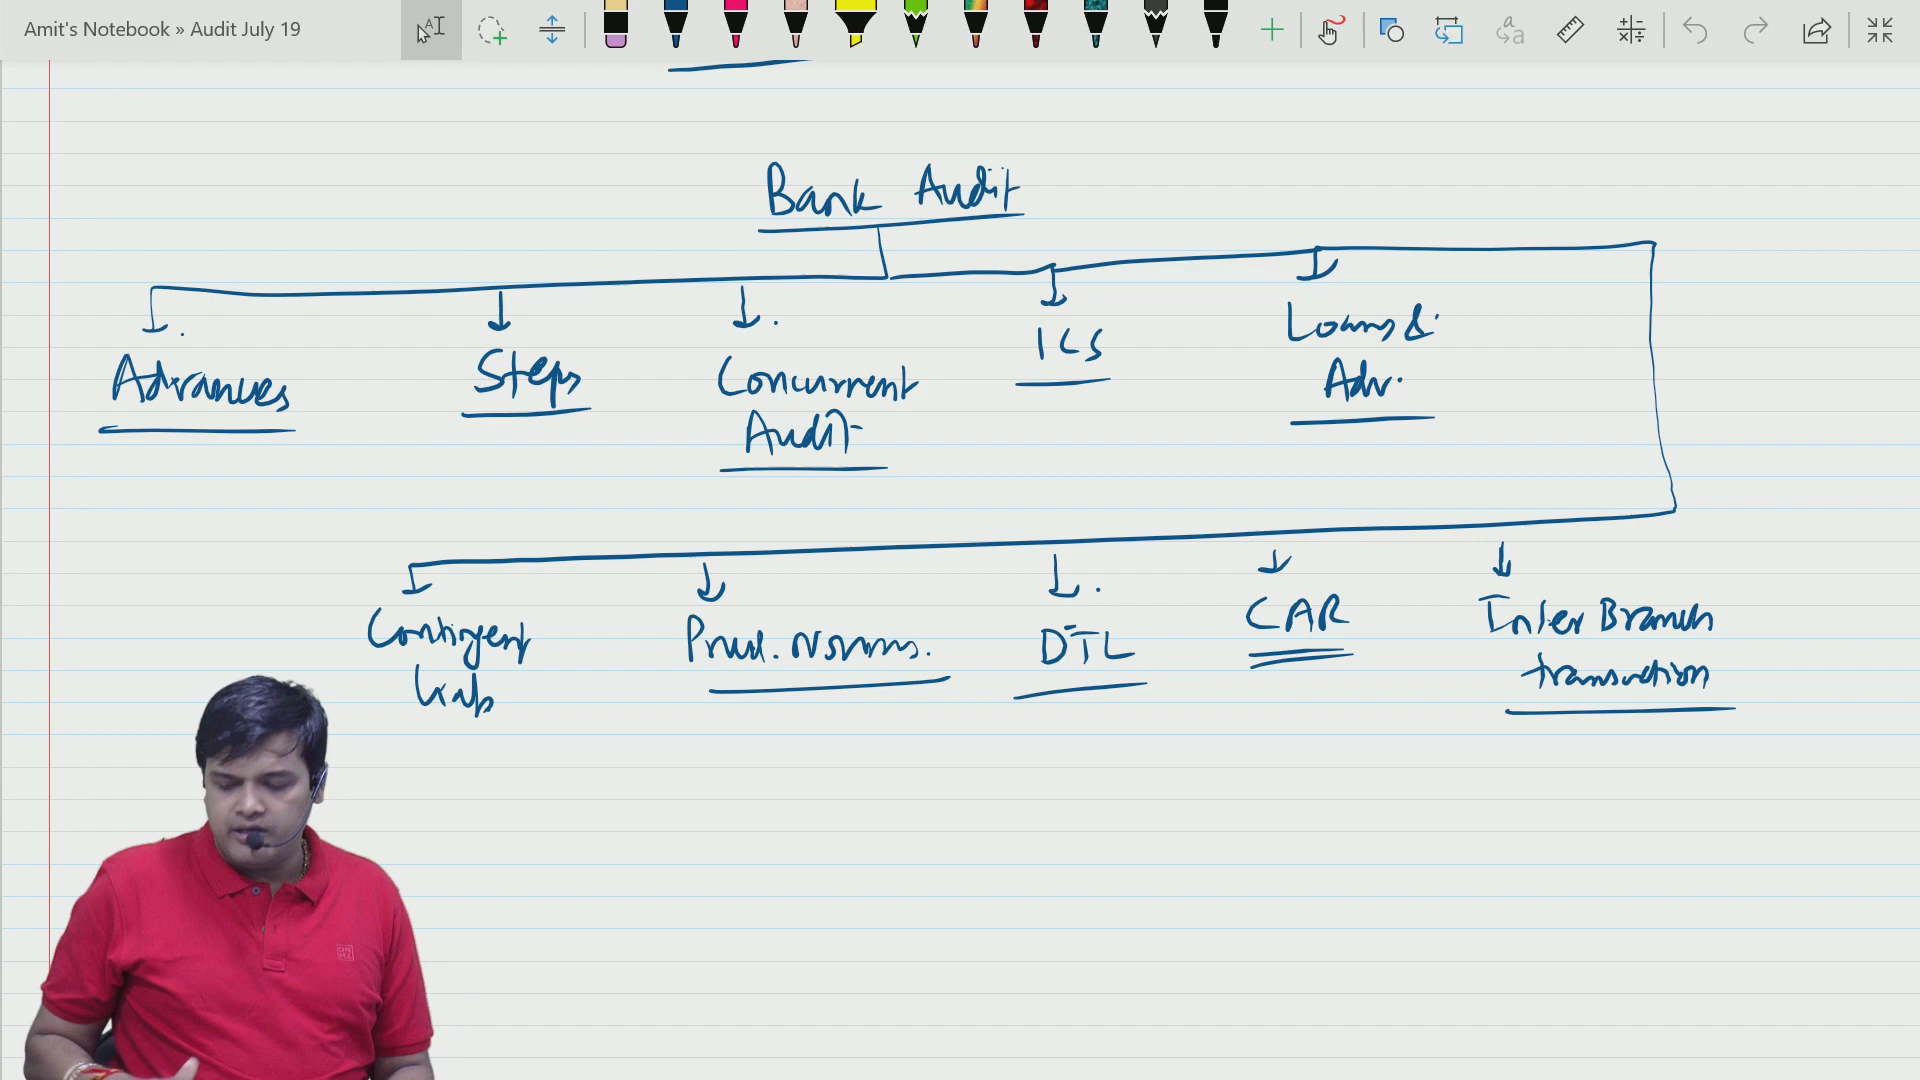 Amit's Notebook » Audit July 19
Bank Audit
Advances
Steps
Concurrent
Audit
ICS
Loans &
Adv.
Contingent
Liab
Prud. Norms.
DTL
CAR
Inter Branch
transaction